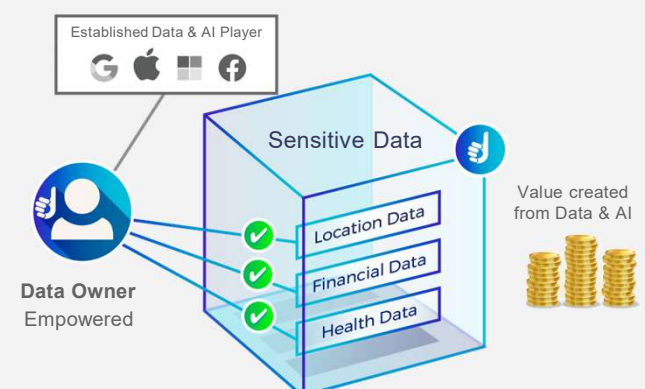 Established Data & AI Player
Sensitive Data
Location Data
Financial Data
Health Data
Data Owner
Empowered
Value created
from Data & AI